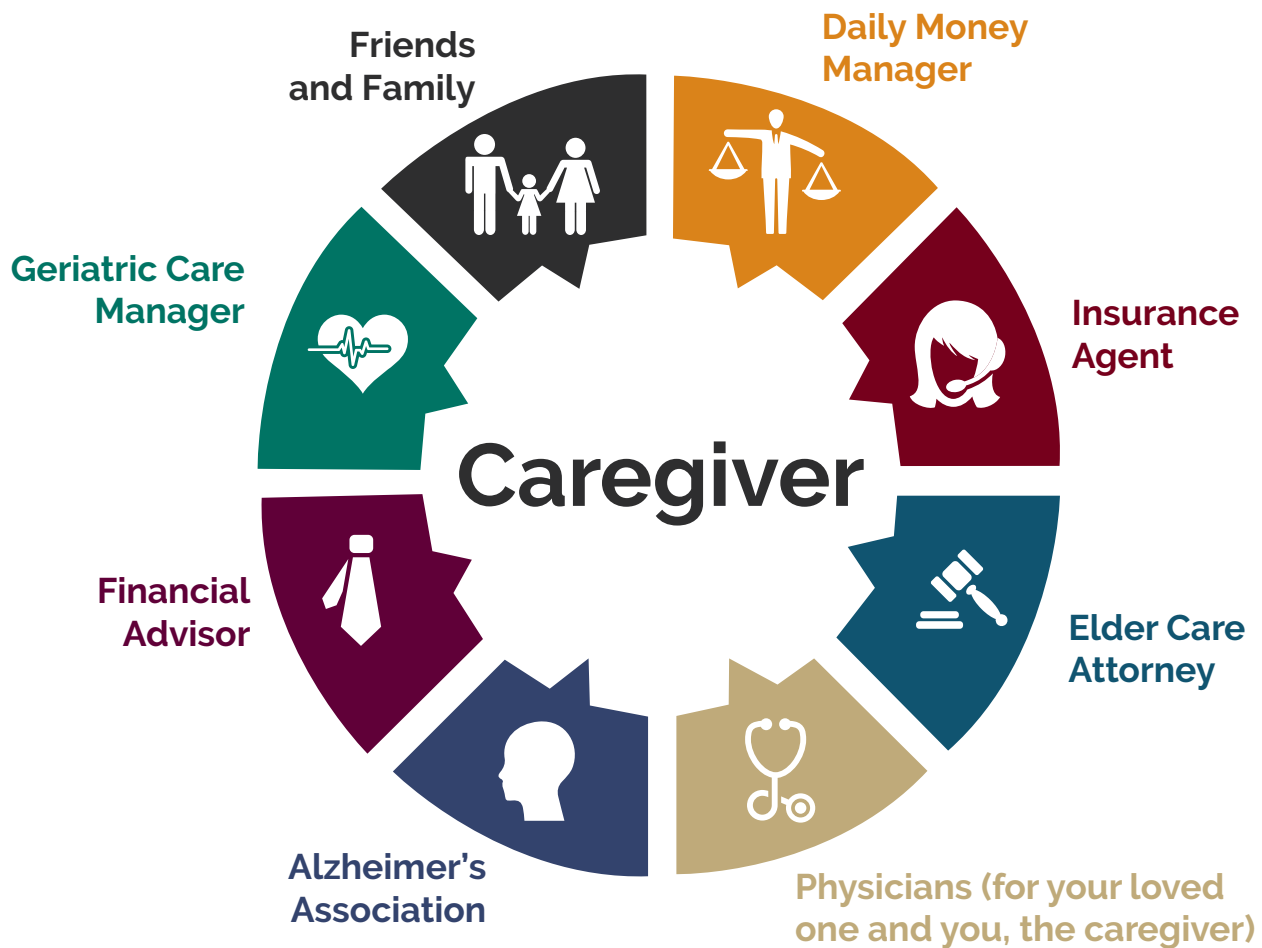 Friends
and Family
Daily Money
Manager
Geriatric Care
Manager
Insurance
Agent
Caregiver
Financial
Advisor
Elder Care
Attorney
Alzheimer’s
Association
Physicians (for your loved
one and you, the caregiver)